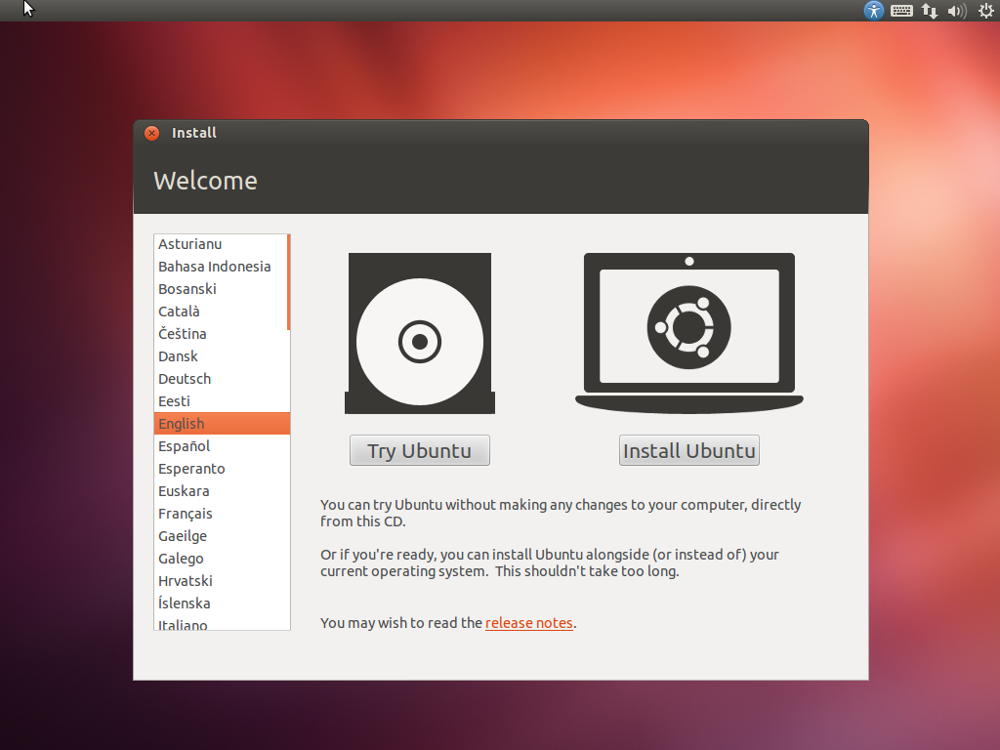 Install
Welcome
Asturianu
Bahasa Indonesia
Bosanski
Català
Čeština
Dansk
Deutsch
Eesti
English
Español
Esperanto
Euskara
Français
Gaeilge
Galego
Hrvatski
Íslenska
Italiano
Try Ubuntu
Install Ubuntu
You can try Ubuntu without making any changes to your computer, directly
from this CD.
Or if you're ready, you can install Ubuntu alongside (or instead of) your
current operating system.  This shouldn't take too long.
You may wish to read the release notes.